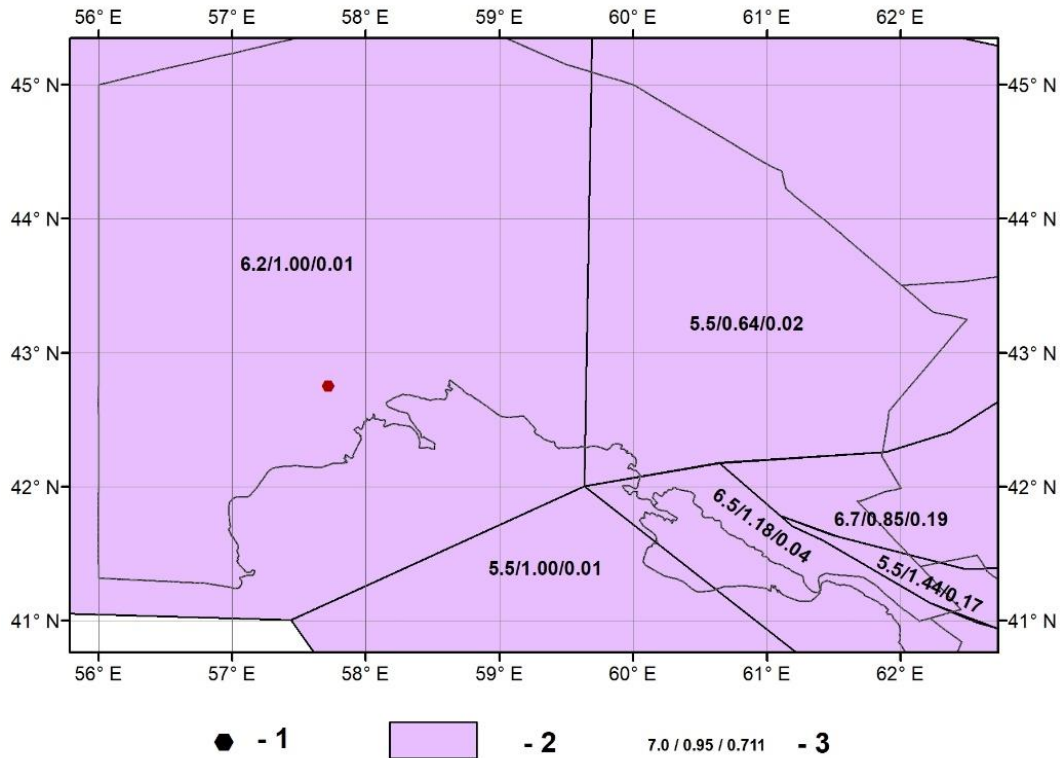 56° E 57° E 58° E 59° E 60° E 61° E 62° E
45° N 45° N
44° N 44° N
6.2/1.00/0.01
5.5/0.64/0.02
43° N 43° N
42° N 42° N
6.5/1.18/0.04
6.7/0.85/0.19
5.5/1.00/0.01
5.5/1.44/0.17
41° N 41° N
56° E 57° E 58° E 59° E 60° E 61° E 62° E
- 1 - 2 7.0 / 0.95 / 0.711 - 3